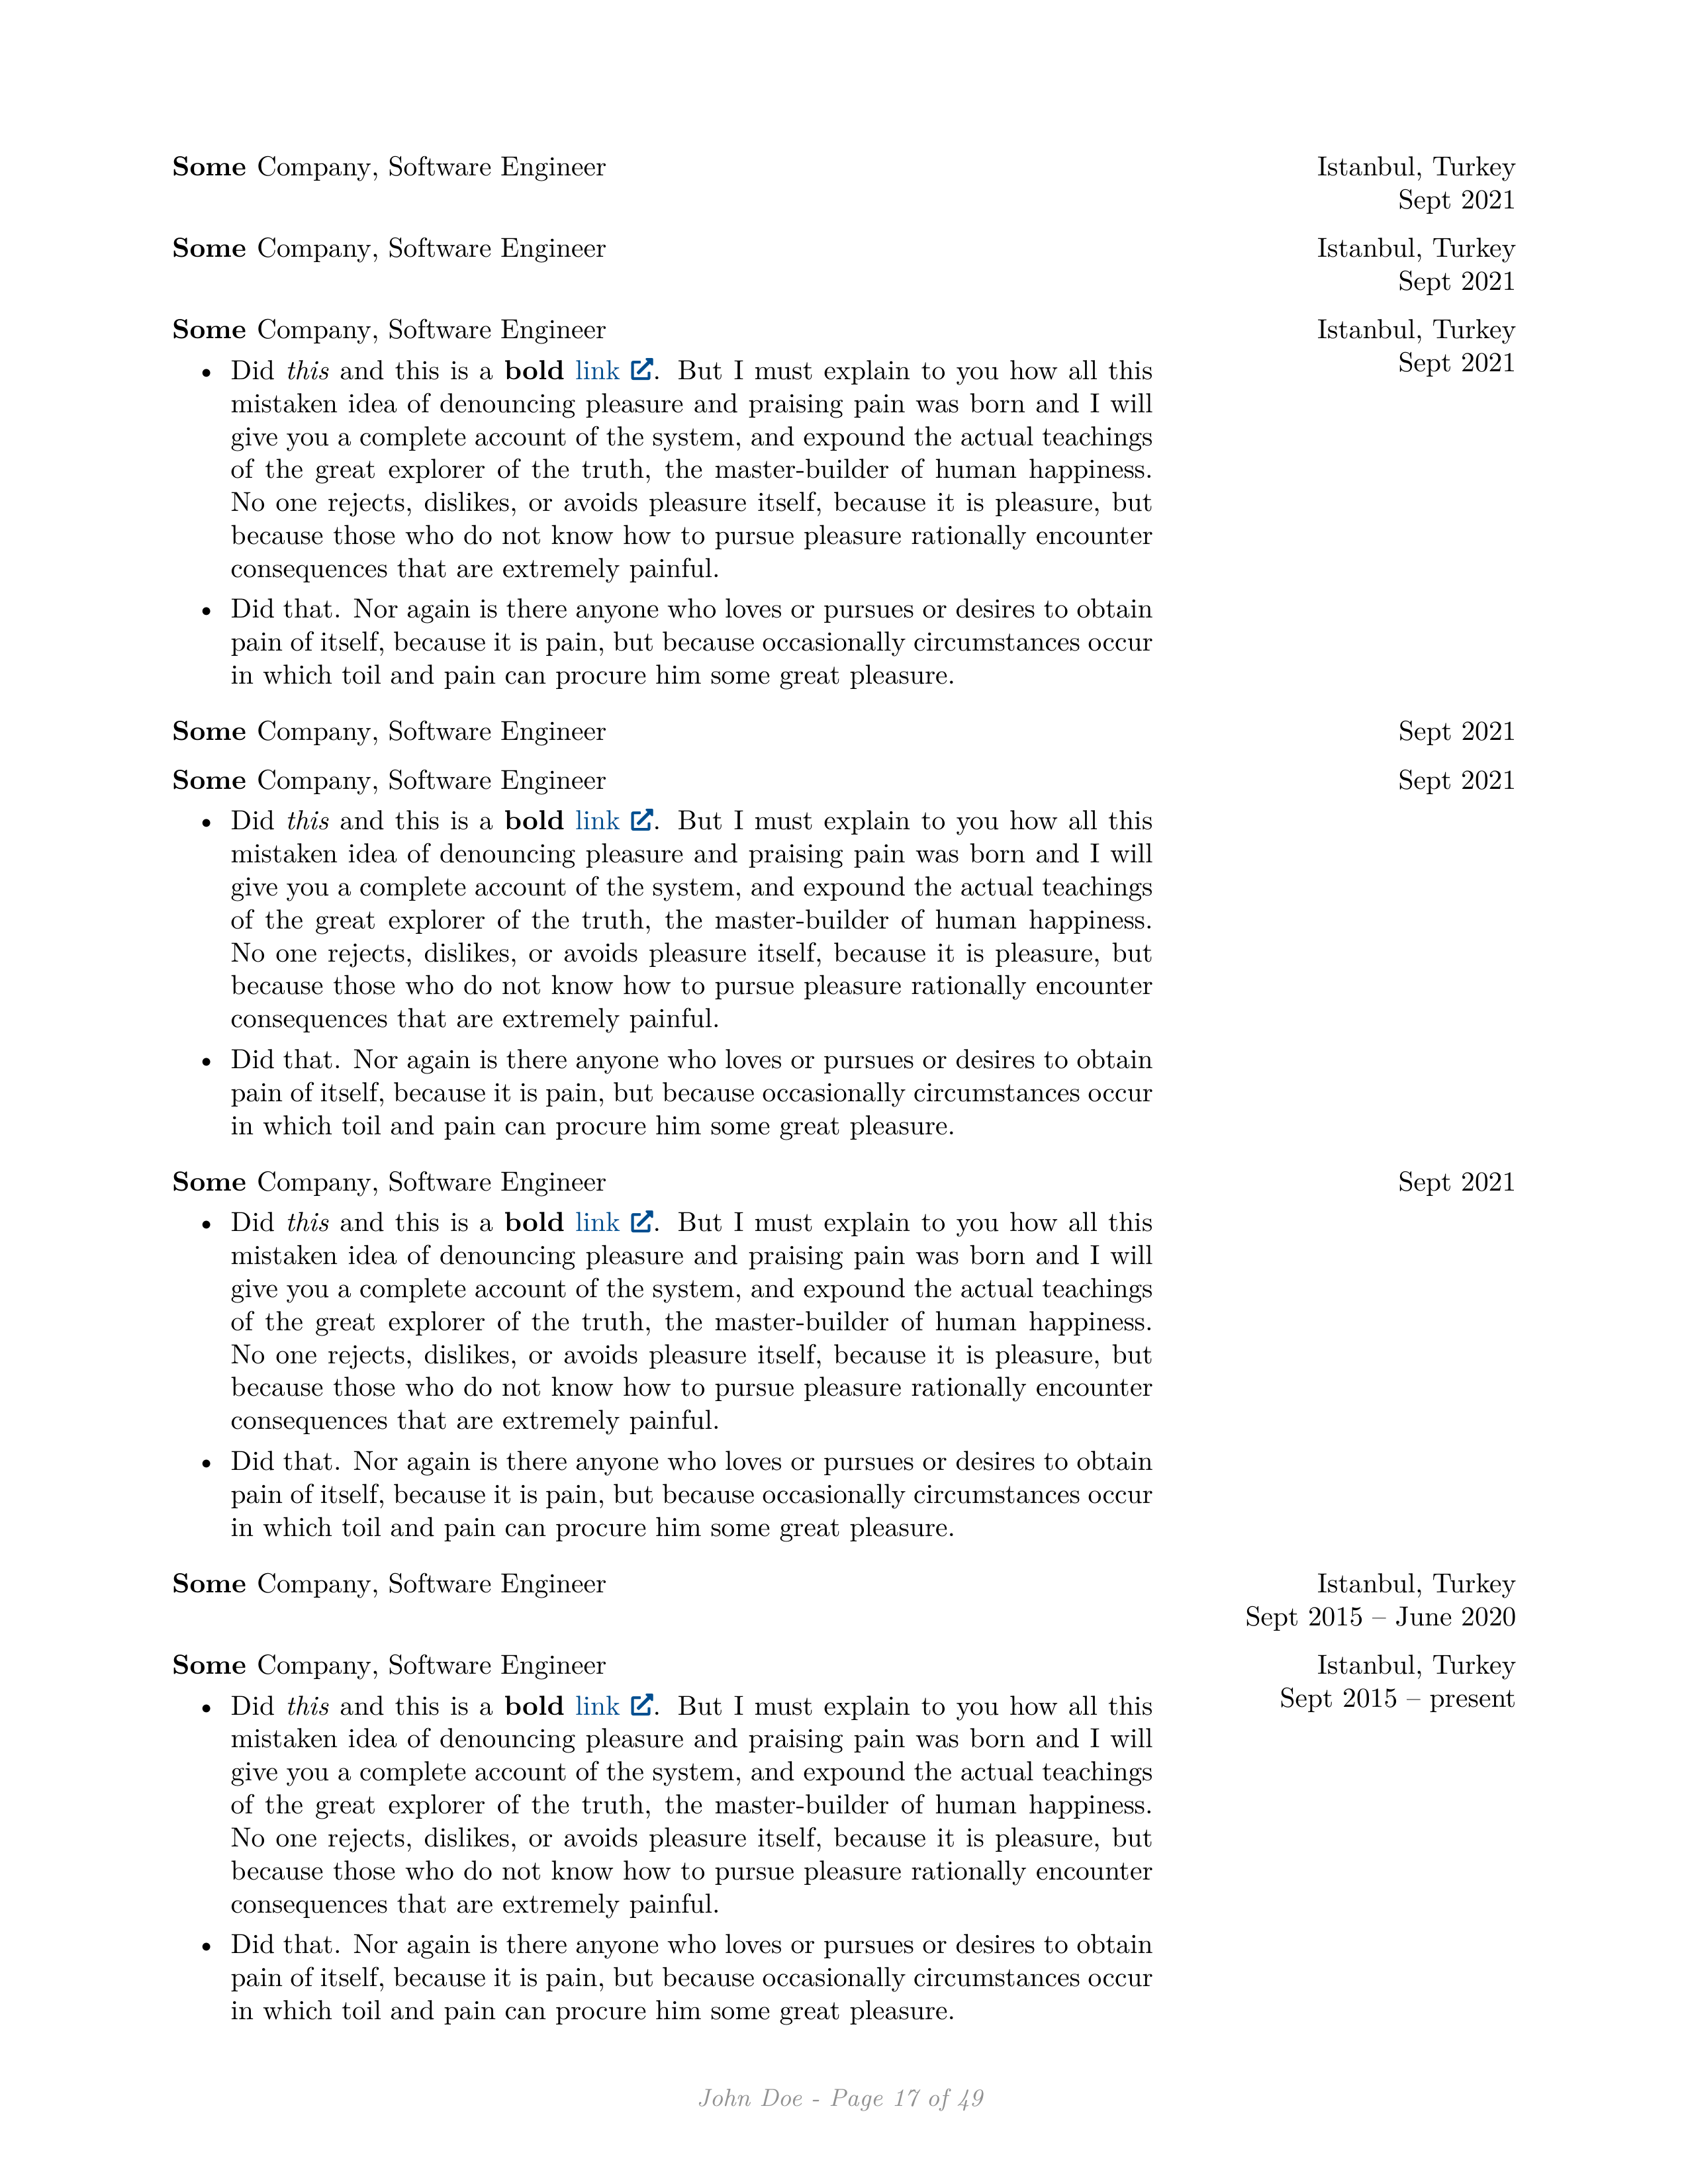 Some Company, Software Engineer Istanbul, Turkey
Sept 2021
Some Company, Software Engineer Istanbul, Turkey
Sept 2021
Some Company, Software Engineer Istanbul, Turkey
Sept 2021
• Did this and this is a bold link. But I must explain to you how all this
mistaken idea of denouncing pleasure and praising pain was born and I will
give you a complete account of the system, and expound the actual teachings
of the great explorer of the truth, the master-builder of human happiness.
No one rejects, dislikes, or avoids pleasure itself, because it is pleasure, but
because those who do not know how to pursue pleasure rationally encounter
consequences that are extremely painful.
• Did that. Nor again is there anyone who loves or pursues or desires to obtain
pain of itself, because it is pain, but because occasionally circumstances occur
in which toil and pain can procure him some great pleasure.
Some Company, Software Engineer Sept 2021
Some Company, Software Engineer Sept 2021
• Did this and this is a bold link. But I must explain to you how all this
mistaken idea of denouncing pleasure and praising pain was born and I will
give you a complete account of the system, and expound the actual teachings
of the great explorer of the truth, the master-builder of human happiness.
No one rejects, dislikes, or avoids pleasure itself, because it is pleasure, but
because those who do not know how to pursue pleasure rationally encounter
consequences that are extremely painful.
• Did that. Nor again is there anyone who loves or pursues or desires to obtain
pain of itself, because it is pain, but because occasionally circumstances occur
in which toil and pain can procure him some great pleasure.
Some Company, Software Engineer Sept 2021
• Did this and this is a bold link. But I must explain to you how all this
mistaken idea of denouncing pleasure and praising pain was born and I will
give you a complete account of the system, and expound the actual teachings
of the great explorer of the truth, the master-builder of human happiness.
No one rejects, dislikes, or avoids pleasure itself, because it is pleasure, but
because those who do not know how to pursue pleasure rationally encounter
consequences that are extremely painful.
• Did that. Nor again is there anyone who loves or pursues or desires to obtain
pain of itself, because it is pain, but because occasionally circumstances occur
in which toil and pain can procure him some great pleasure.
Some Company, Software Engineer Istanbul, Turkey
Sept 2015 – June 2020
Some Company, Software Engineer Istanbul, Turkey
Sept 2015 – present
• Did this and this is a bold link. But I must explain to you how all this
mistaken idea of denouncing pleasure and praising pain was born and I will
give you a complete account of the system, and expound the actual teachings
of the great explorer of the truth, the master-builder of human happiness.
No one rejects, dislikes, or avoids pleasure itself, because it is pleasure, but
because those who do not know how to pursue pleasure rationally encounter
consequences that are extremely painful.
• Did that. Nor again is there anyone who loves or pursues or desires to obtain
pain of itself, because it is pain, but because occasionally circumstances occur
in which toil and pain can procure him some great pleasure.
John Doe - Page 17 of 49